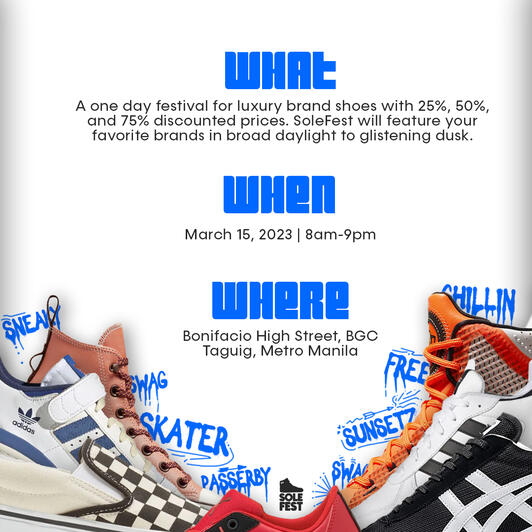 WHAT
A one day festival for luxury brand shoes with 25%, 50%,
and 75% discounted prices. SoleFest will feature your
favorite brands in broad daylight to glistening dusk.
WHEN
March 15, 2023 | 8am-9pm
WHERE
Bonifacio High Street, BGC
Taguig, Metro Manila
CHILLIN
SNEAKY
SWAG
FREE
adidas
SKATER
SUNSETZ
PASSERBY
SWAG
SOLE
FEST